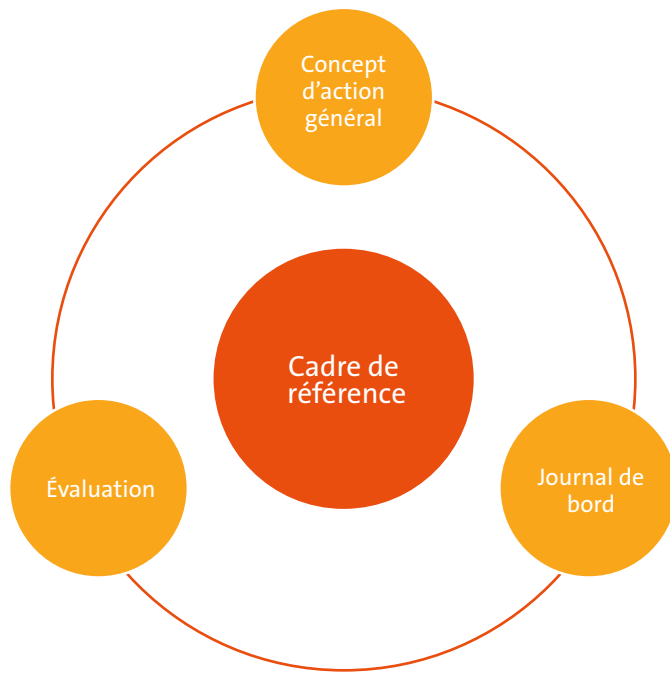 Concept
d’action
général
Cadre de
référence
Évaluation
Journal de
bord